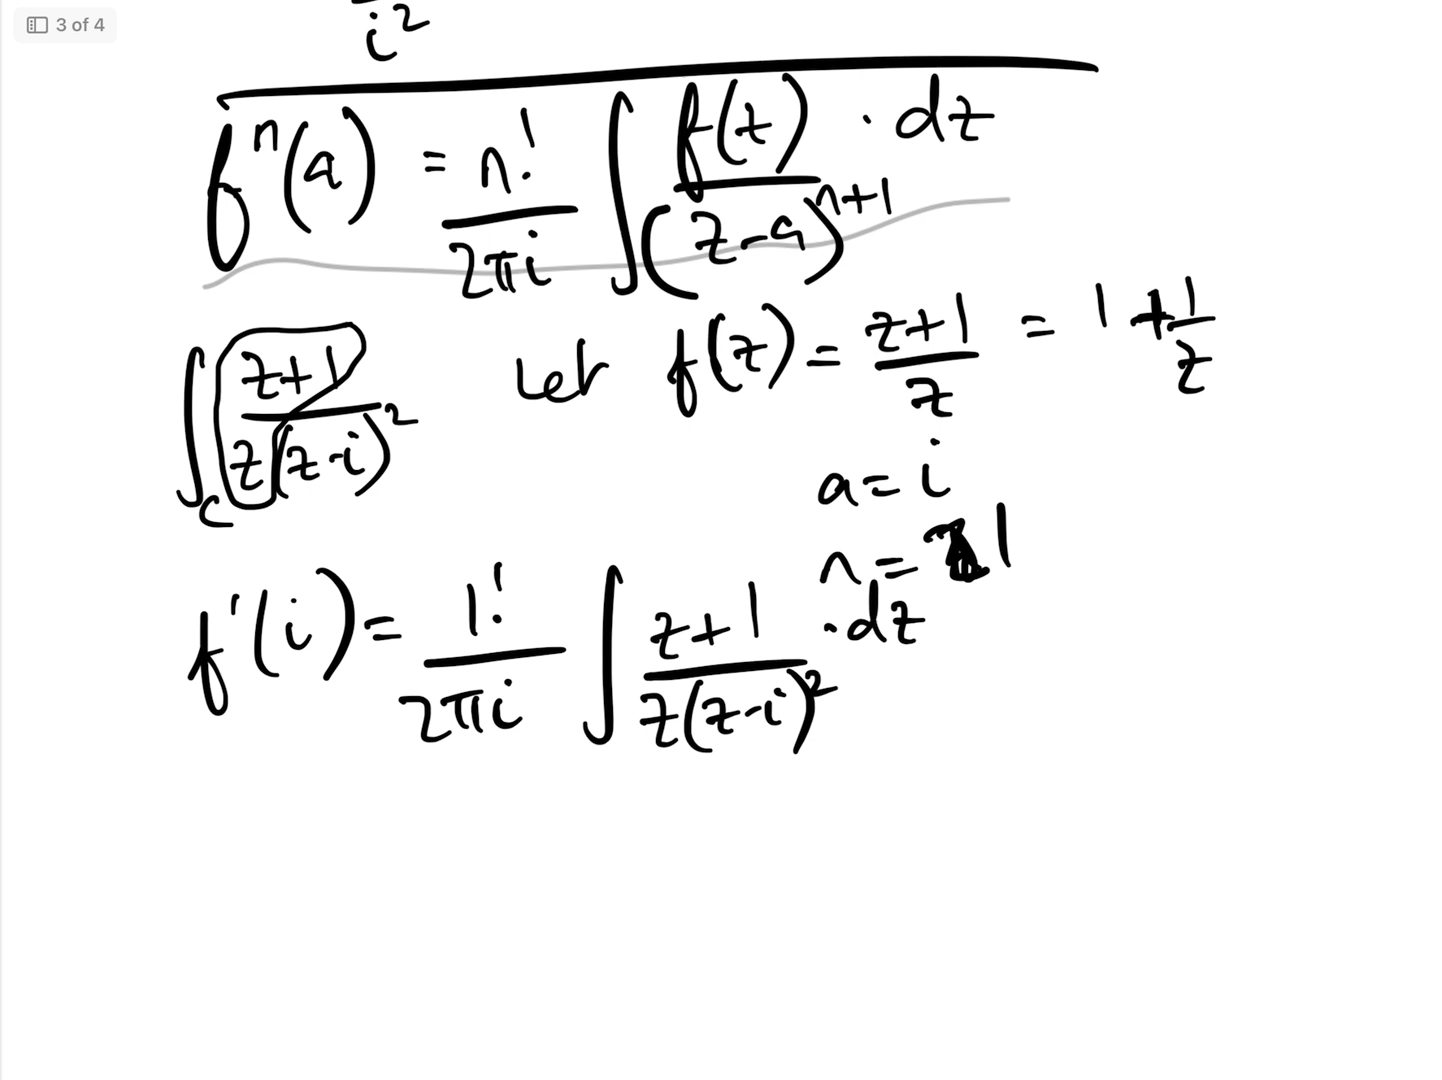 3 of 4
i²
fⁿ(a) = n!/2πi ∫ f(z)/(z-a)ⁿ⁺¹ · dz
∫_C z+1/z(z-i)² Let f(z) = z+1/z = 1 + 1/z
a = i
n = 1
f'(i) = 1!/2πi ∫ z+1/z(z-i)² · dz